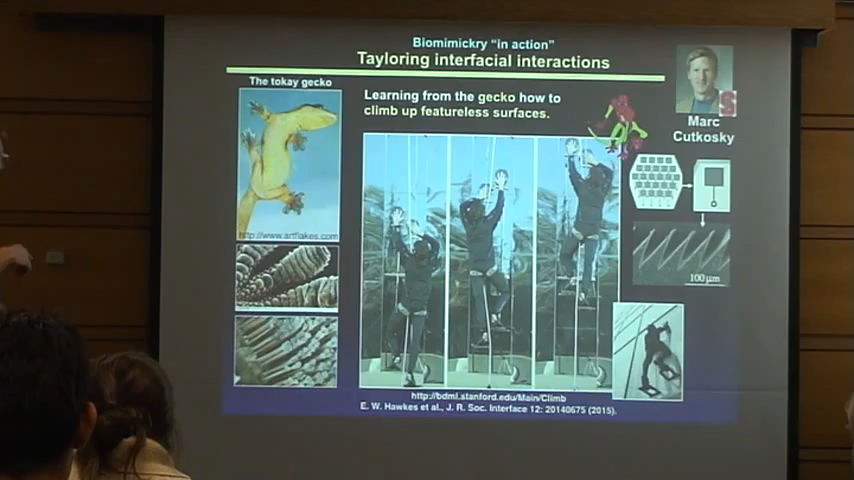 Biomimickry "in action"
Tayloring interfacial interactions
The tokay gecko
Learning from the gecko how to
climb up featureless surfaces.
Marc
Cutkosky
http://www.artflakes.com
100 µm
http://bdml.stanford.edu/Main/Climb
E. W. Hawkes et al., J. R. Soc. Interface 12: 20140675 (2015).